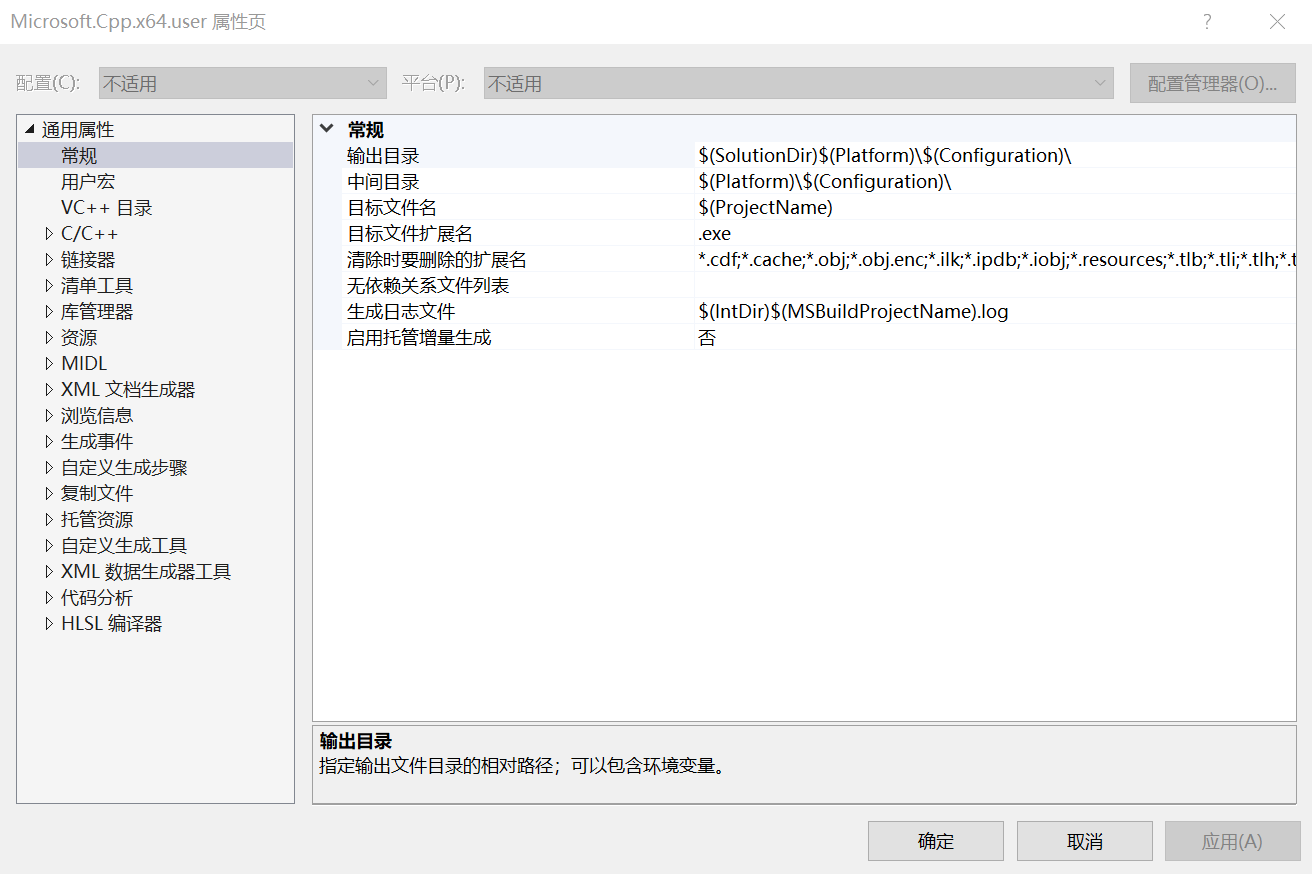 Microsoft.Cpp.x64.user 属性页
配置(C): 不适用 平台(P): 不适用 配置管理器(O)...
通用属性
常规
用户宏
VC++ 目录
C/C++
链接器
清单工具
库管理器
资源
MIDL
XML 文档生成器
浏览信息
生成事件
自定义生成步骤
复制文件
托管资源
自定义生成工具
XML 数据生成器工具
代码分析
HLSL 编译器
常规
输出目录 $(SolutionDir)$(Platform)\$(Configuration)\
中间目录 $(Platform)\$(Configuration)\
目标文件名 $(ProjectName)
目标文件扩展名 .exe
清除时要删除的扩展名 *.cdf;*.cache;*.obj;*.obj.enc;*.ilk;*.ipdb;*.iobj;*.resources;*.tlb;*.tli;*.tlh;*.t
无依赖关系文件列表
生成日志文件 $(IntDir)$(MSBuildProjectName).log
启用托管增量生成 否
输出目录
指定输出文件目录的相对路径；可以包含环境变量。
确定 取消 应用(A)